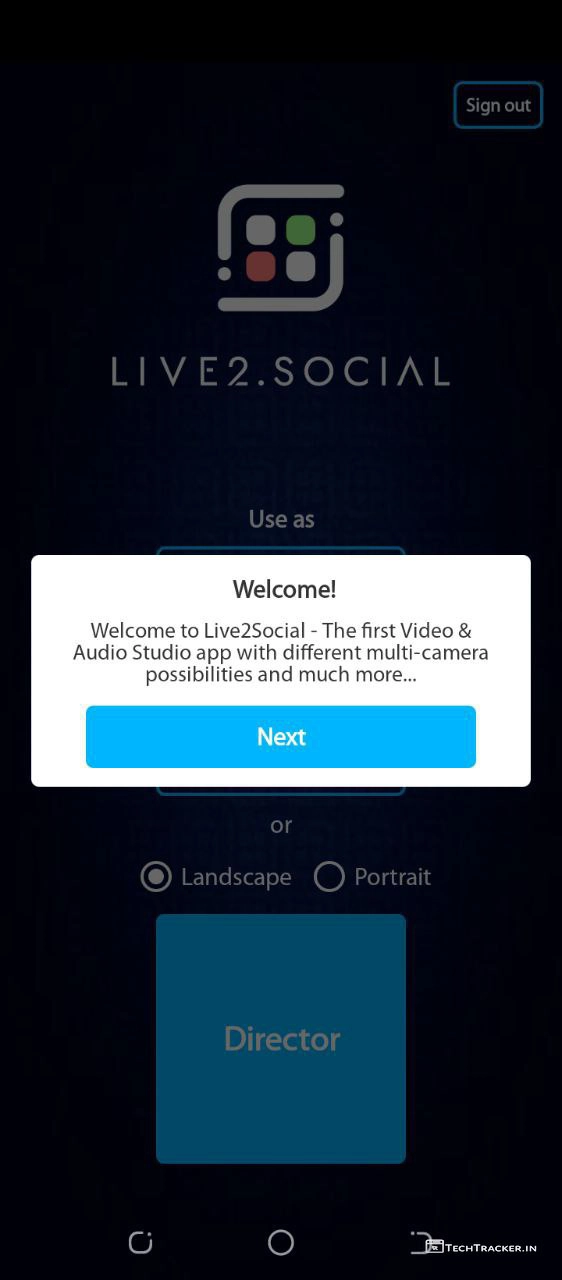 Sign out
LIVE2.SOCIAL
Use as
Welcome!
Welcome to Live2Social - The first Video &
Audio Studio app with different multi-camera
possibilities and much more...
Next
or
Landscape Portrait
Director
TECHTRACKER.IN